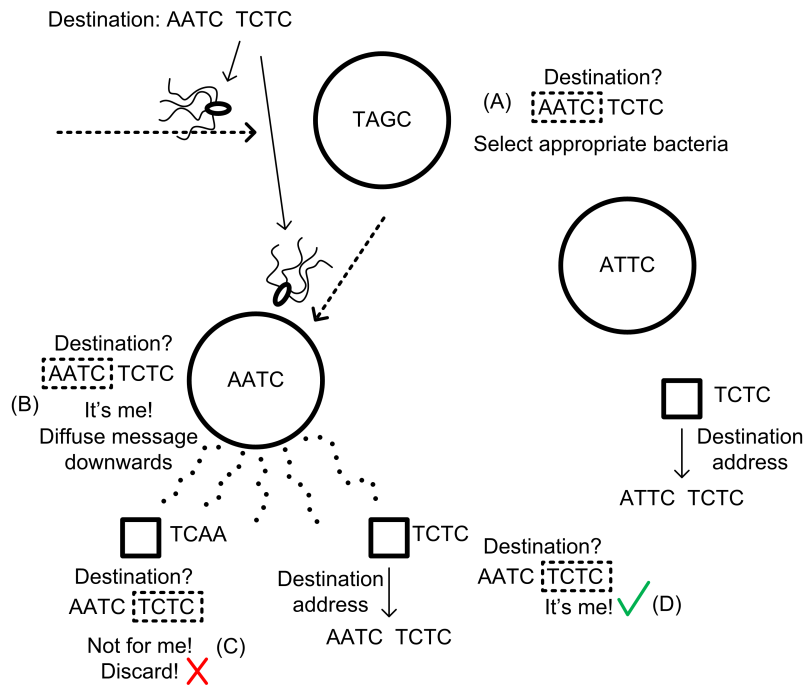 Destination: AATC TCTC
TAGC
(A)
Destination?
AATC TCTC
Select appropriate bacteria
ATTC
Destination?
AATC TCTC
(B)
It's me!
Diffuse message
downwards
AATC
TCTC
Destination
address
ATTC TCTC
TCAA
Destination?
AATC TCTC
Not for me!
Discard!
(C)
TCTC
Destination
address
AATC TCTC
Destination?
AATC TCTC
It's me!
(D)